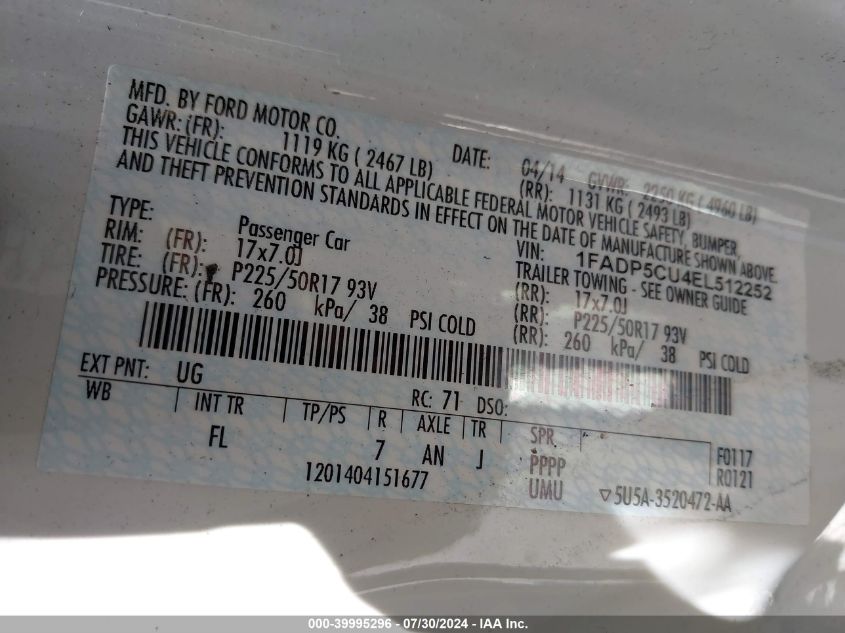 MFD. BY FORD MOTOR CO.
DATE: 04/14 GVWR: 2250 KG ( 4960 LB)
GAWR: (FR): 1119 KG ( 2467 LB) (RR): 1131 KG ( 2493 LB)
THIS VEHICLE CONFORMS TO ALL APPLICABLE FEDERAL MOTOR VEHICLE SAFETY, BUMPER,
AND THEFT PREVENTION STANDARDS IN EFFECT ON THE DATE OF MANUFACTURE SHOWN ABOVE.
VIN: 1FADP5CU4EL512252
TYPE: Passenger Car TRAILER TOWING - SEE OWNER GUIDE
RIM: (FR): 17x7.0J (RR): 17x7.0J
TIRE: (FR): P225/50R17 93V (RR): P225/50R17 93V
PRESSURE: (FR): 260 kPa/ 38 PSI COLD (RR): 260 kPa/ 38 PSI COLD
EXT PNT: UG RC: 71 DSO:
WB INT TR TP/PS R AXLE TR SPR
FL 7 AN J PPPP F0117
1201404151677 UMU R0121
▽5U5A-3520472-AA
000-39995296 - 07/30/2024 - IAA Inc.